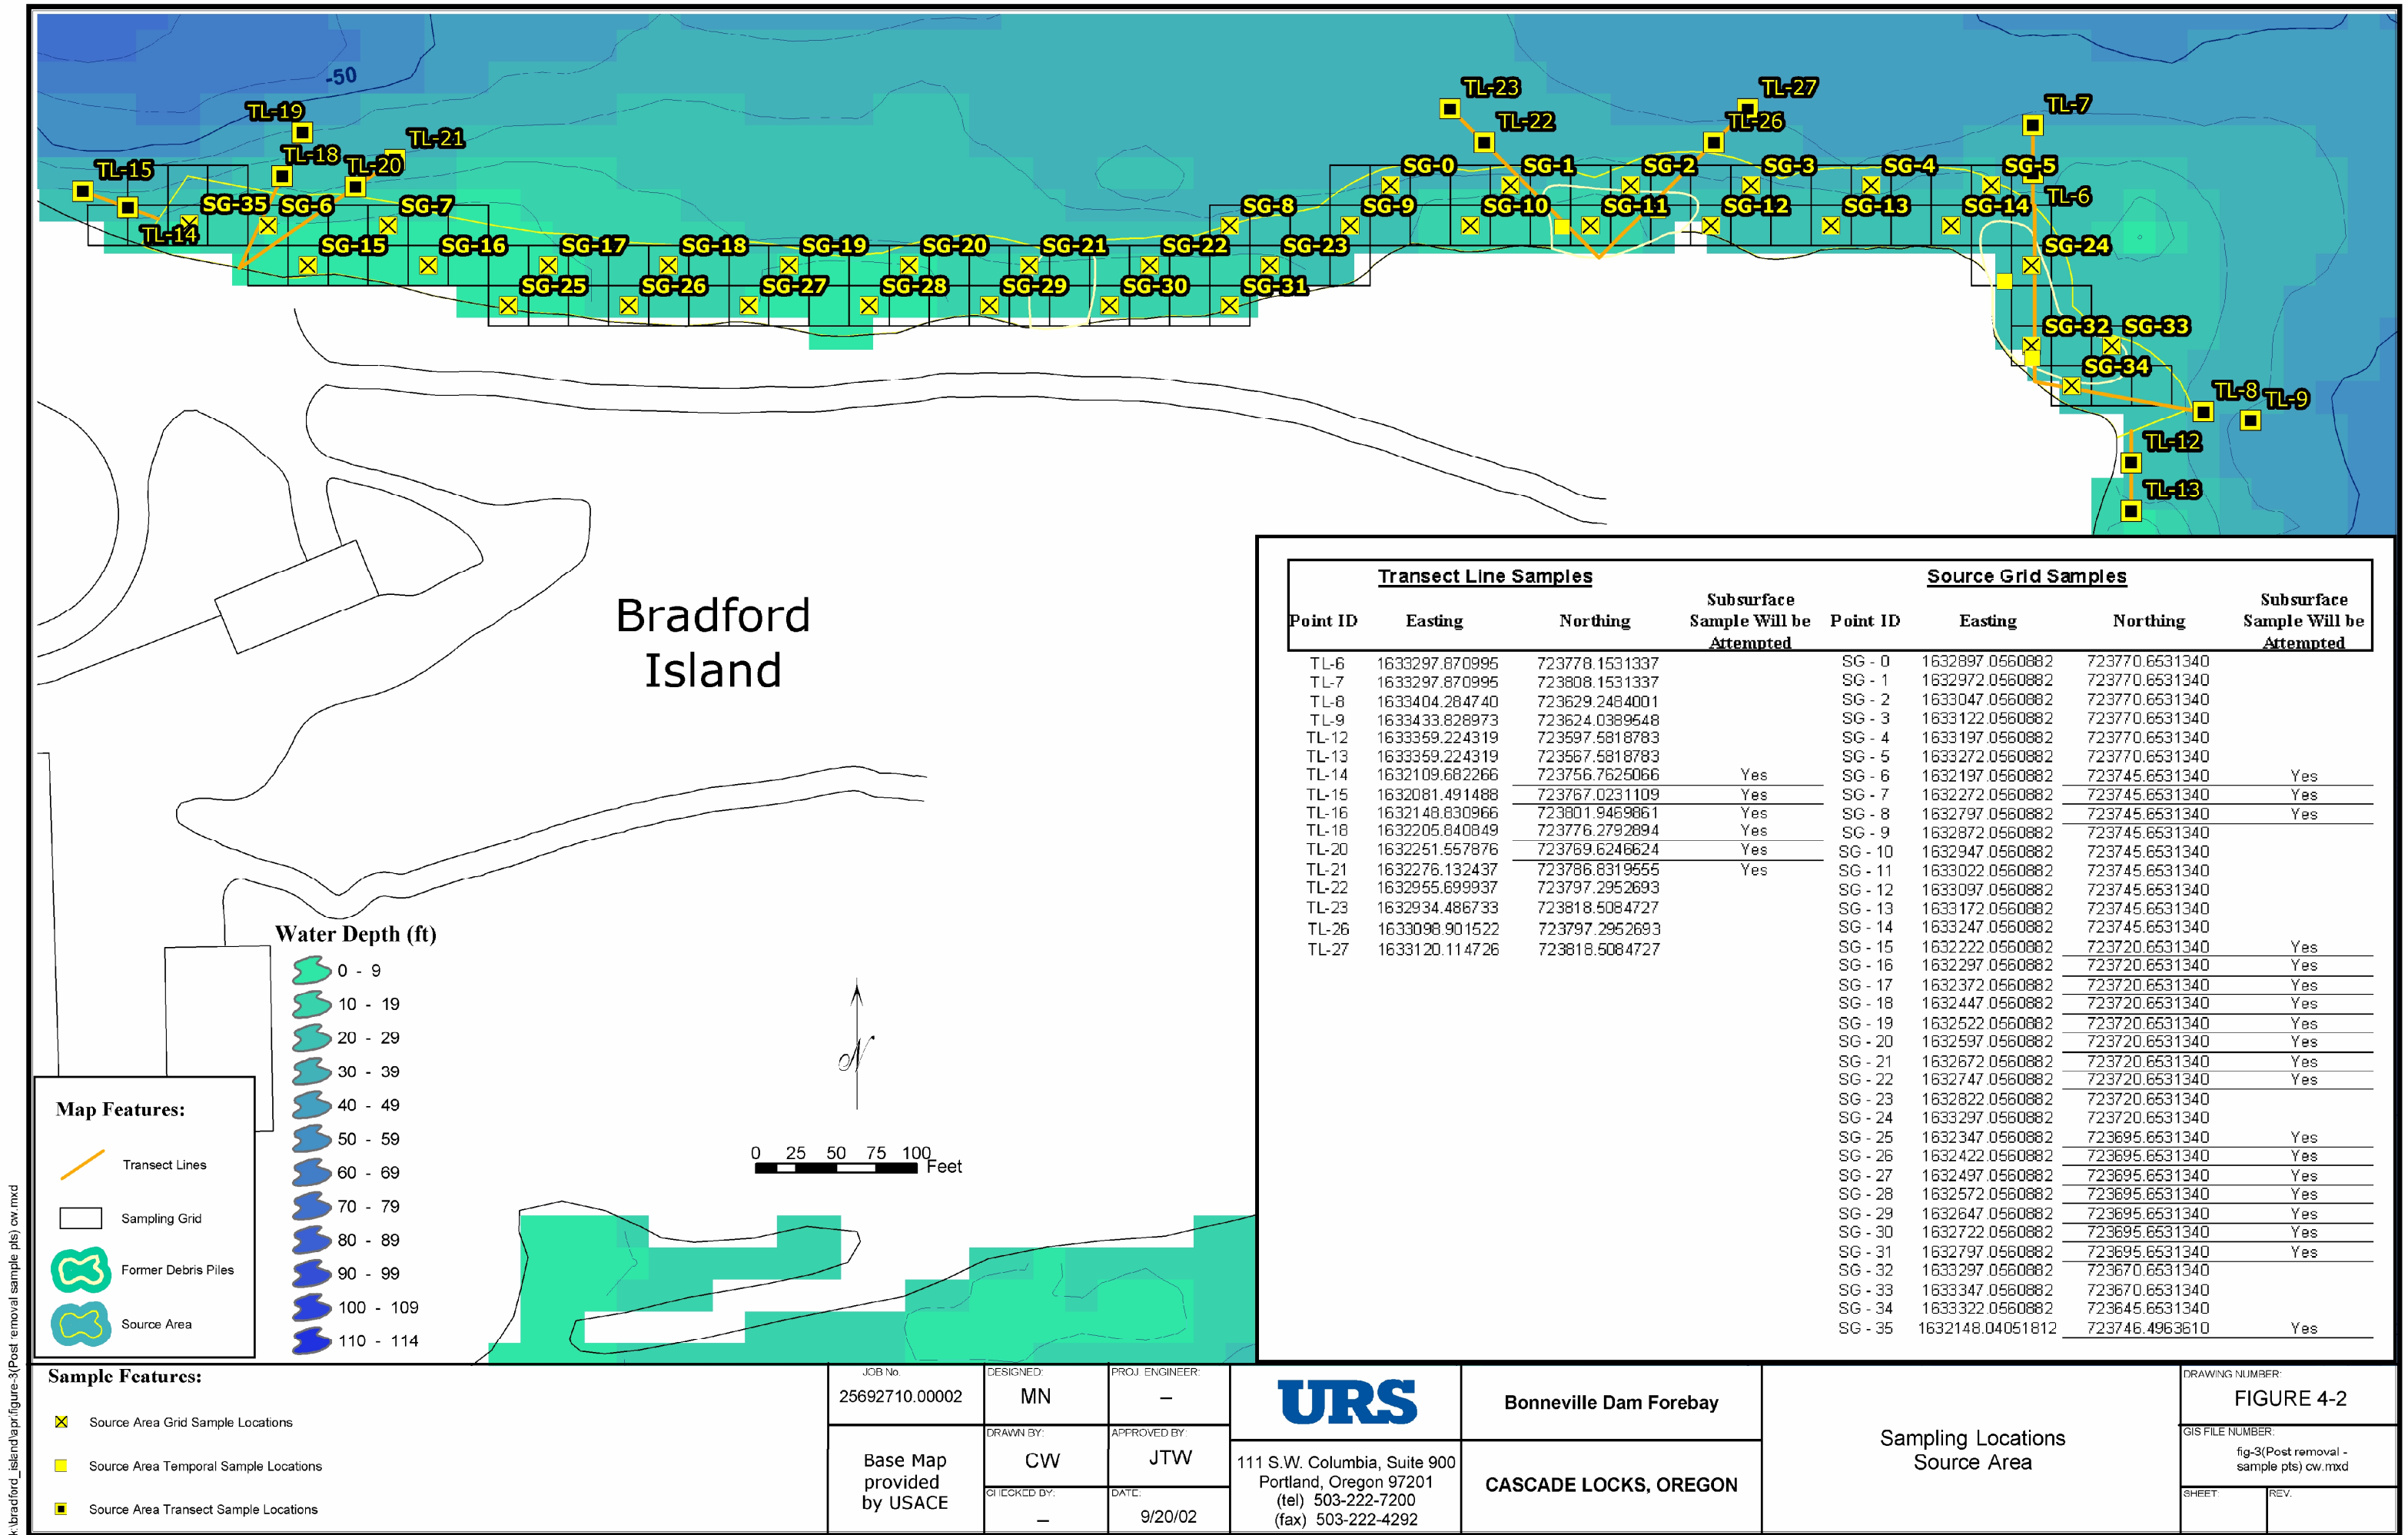 -50
TL-23
TL-27
TL-7
TL-19
TL-22
TL-26
TL-21
TL-18
TL-20
TL-15
SG-0
SG-1
SG-2
SG-3
SG-4
SG-5
TL-6
SG-35
SG-6
SG-7
SG-8
SG-9
SG-10
SG-11
SG-12
SG-13
SG-14
TL-14
SG-15
SG-16
SG-17
SG-18
SG-19
SG-20
SG-21
SG-22
SG-23
SG-24
SG-25
SG-26
SG-27
SG-28
SG-29
SG-30
SG-31
SG-32
SG-33
SG-34
TL-8
TL-9
TL-12
TL-13
Bradford
Island
Transect Line Samples
Source Grid Samples
Point ID Easting Northing Subsurface Sample Will be Attempted
Point ID Easting Northing Subsurface Sample Will be Attempted
TL-6 1633297.870995 723778.1531337
TL-7 1633297.870995 723808.1531337
TL-8 1633404.284740 723629.2484001
TL-9 1633433.828973 723624.0389548
TL-12 1633359.224319 723597.5818783
TL-13 1633359.224319 723567.5818783
TL-14 1632109.682266 723756.7625066 Yes
TL-15 1632081.491488 723767.0231109 Yes
TL-16 1632148.830966 723801.9469861 Yes
TL-18 1632205.840849 723776.2792894 Yes
TL-20 1632251.557876 723769.6246624 Yes
TL-21 1632276.132437 723786.8319555 Yes
TL-22 1632955.699937 723797.2952693
TL-23 1632934.486733 723818.5084727
TL-26 1633098.901522 723797.2952693
TL-27 1633120.114726 723818.5084727
SG - 0 1632897.0560882 723770.6531340
SG - 1 1632972.0560882 723770.6531340
SG - 2 1633047.0560882 723770.6531340
SG - 3 1633122.0560882 723770.6531340
SG - 4 1633197.0560882 723770.6531340
SG - 5 1633272.0560882 723770.6531340
SG - 6 1632197.0560882 723745.6531340 Yes
SG - 7 1632272.0560882 723745.6531340 Yes
SG - 8 1632797.0560882 723745.6531340 Yes
SG - 9 1632872.0560882 723745.6531340
SG - 10 1632947.0560882 723745.6531340
SG - 11 1633022.0560882 723745.6531340
SG - 12 1633097.0560882 723745.6531340
SG - 13 1633172.0560882 723745.6531340
SG - 14 1633247.0560882 723745.6531340
SG - 15 1632222.0560882 723720.6531340 Yes
SG - 16 1632297.0560882 723720.6531340 Yes
SG - 17 1632372.0560882 723720.6531340 Yes
SG - 18 1632447.0560882 723720.6531340 Yes
SG - 19 1632522.0560882 723720.6531340 Yes
SG - 20 1632597.0560882 723720.6531340 Yes
SG - 21 1632672.0560882 723720.6531340 Yes
SG - 22 1632747.0560882 723720.6531340 Yes
SG - 23 1632822.0560882 723720.6531340
SG - 24 1633297.0560882 723720.6531340
SG - 25 1632347.0560882 723695.6531340 Yes
SG - 26 1632422.0560882 723695.6531340 Yes
SG - 27 1632497.0560882 723695.6531340 Yes
SG - 28 1632572.0560882 723695.6531340 Yes
SG - 29 1632647.0560882 723695.6531340 Yes
SG - 30 1632722.0560882 723695.6531340 Yes
SG - 31 1632797.0560882 723695.6531340 Yes
SG - 32 1633297.0560882 723670.6531340
SG - 33 1633347.0560882 723670.6531340
SG - 34 1633322.0560882 723645.6531340
SG - 35 1632148.04051812 723746.4963610 Yes
Water Depth (ft)
0 - 9
10 - 19
20 - 29
30 - 39
40 - 49
50 - 59
60 - 69
70 - 79
80 - 89
90 - 99
100 - 109
110 - 114
N
0 25 50 75 100
Feet
Map Features:
Transect Lines
Sampling Grid
Former Debris Piles
Source Area
Sample Features:
Source Area Grid Sample Locations
Source Area Temporal Sample Locations
Source Area Transect Sample Locations
JOB No.
25692710.00002
Base Map
provided
by USACE
DESIGNED:
MN
PROJ. ENGINEER:
–
DRAWN BY:
CW
APPROVED BY:
JTW
CHECKED BY:
–
DATE:
9/20/02
URS
111 S.W. Columbia, Suite 900
Portland, Oregon 97201
(tel) 503-222-7200
(fax) 503-222-4292
Bonneville Dam Forebay
CASCADE LOCKS, OREGON
Sampling Locations
Source Area
DRAWING NUMBER:
FIGURE 4-2
GIS FILE NUMBER:
fig-3(Post removal -
sample pts) cw.mxd
SHEET:
REV.
k:\bradford_island\apr\figure-3(Post removal sample pts) cw.mxd